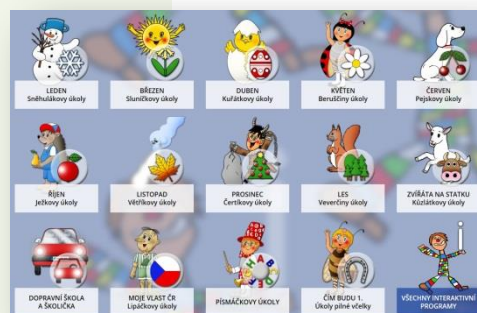 LEDEN
Sněhulákovy úkoly
BŘEZEN
Sluníčkovy úkoly
DUBEN
Kuřátkovy úkoly
KVĚTEN
Beruščiny úkoly
ČERVEN
Pejskovy úkoly
ŘÍJEN
Ježkovy úkoly
LISTOPAD
Větříkovy úkoly
PROSINEC
Čertíkovy úkoly
LES
Veverčiny úkoly
ZVÍŘATA NA STATKU
Kůzlátkovy úkoly
DOPRAVNÍ ŠKOLA
A ŠKOLIČKA
MOJE VLAST ČR
Lipáčkovy úkoly
PÍSMÁČKOVY ÚKOLY
ČÍM BUDU 1.
Úkoly pilné včelky
VŠECHNY INTERAKTIVNÍ
PROGRAMY